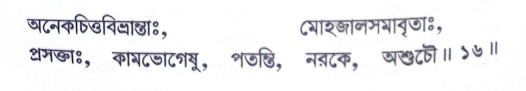 অনেকচিত্তবিভ্রান্তাঃ, মোহজালসমাবৃতাঃ,
প্রসক্তাঃ, কামভোগেষু, পতন্তি, নরকে, অশুচৌ॥ ১৬॥